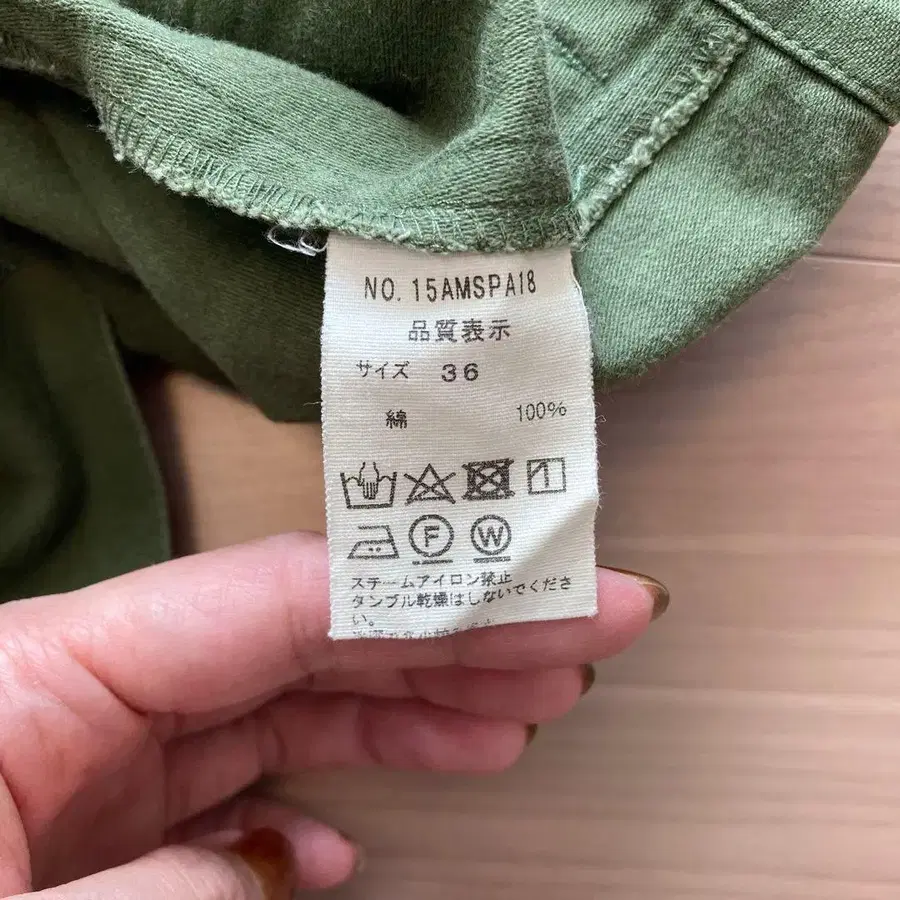 NO. 15AMSPA18
品質表示
サイズ 36
綿 100%
F W
ステームアイロン禁止
タンブル乾燥はしないでくださ
い。